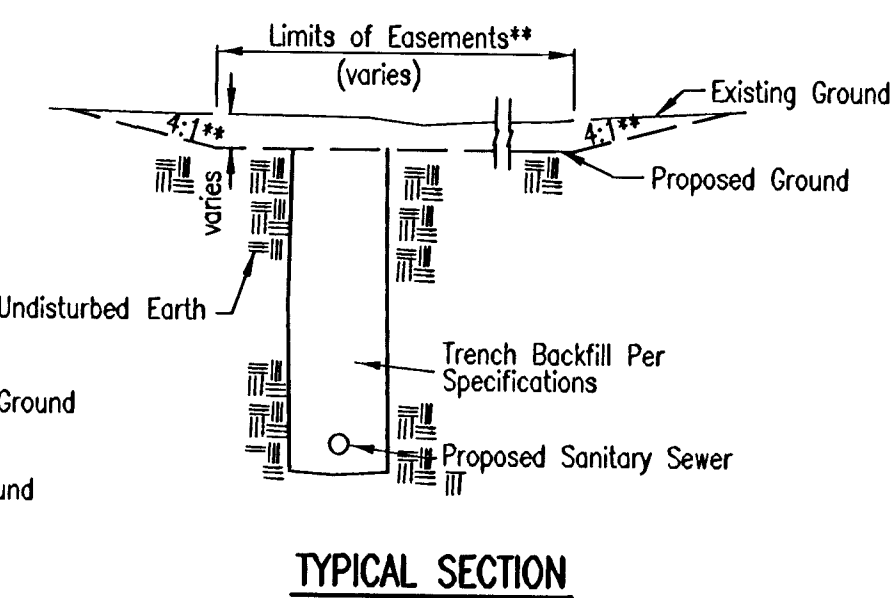 Limits of Easements**
(varies)
Existing Ground
4:1**
4:1**
Proposed Ground
varies
Undisturbed Earth
Trench Backfill Per
Specifications
Ground
Proposed Sanitary Sewer
TYPICAL SECTION